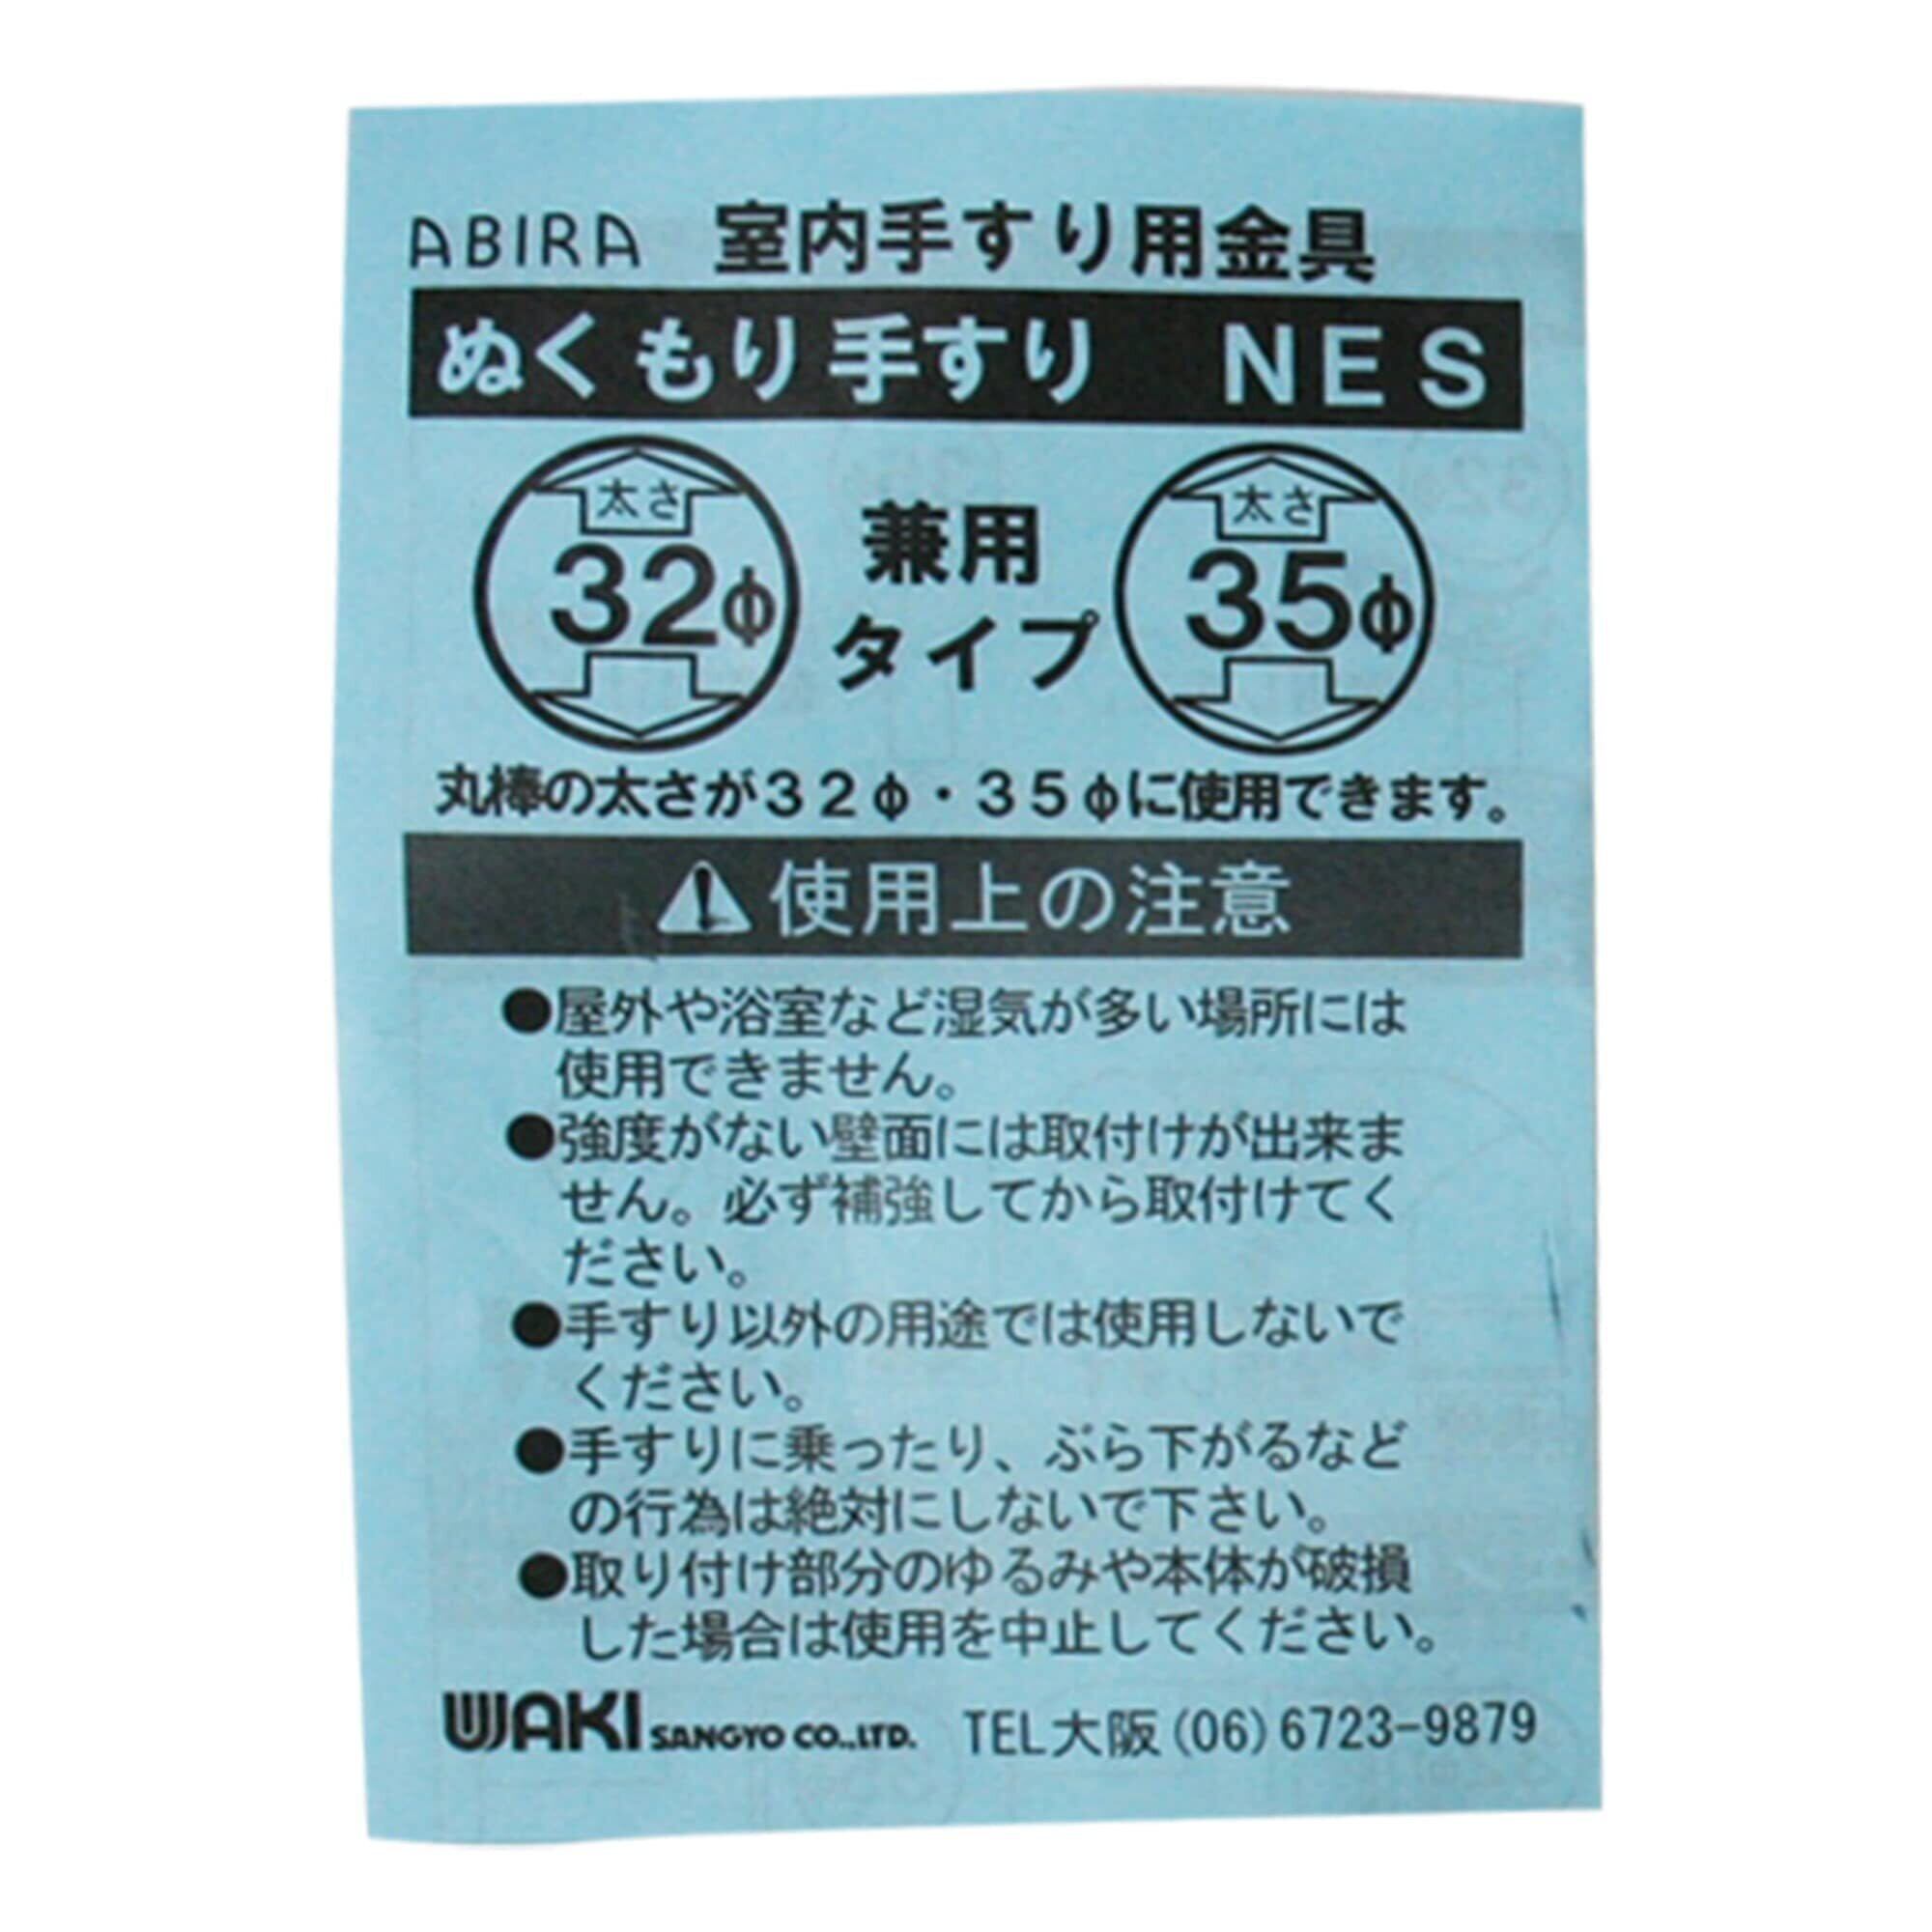 ABIRA 室内手すり用金具
ぬくもり手すり NES
太さ 32φ
兼用
タイプ
太さ 35φ
丸棒の太さが32φ・35φに使用できます。
使用上の注意
●屋外や浴室など湿気が多い場所には
使用できません。
●強度がない壁面には取付けが出来ま
せん。必ず補強してから取付けてく
ださい。
●手すり以外の用途では使用しないで
ください。
●手すりに乗ったり、ぶら下がるなど
の行為は絶対にしないで下さい。
●取り付け部分のゆるみや本体が破損
した場合は使用を中止してください。
WAKI SANGYO CO.,LTD. TEL大阪(06)6723-9879